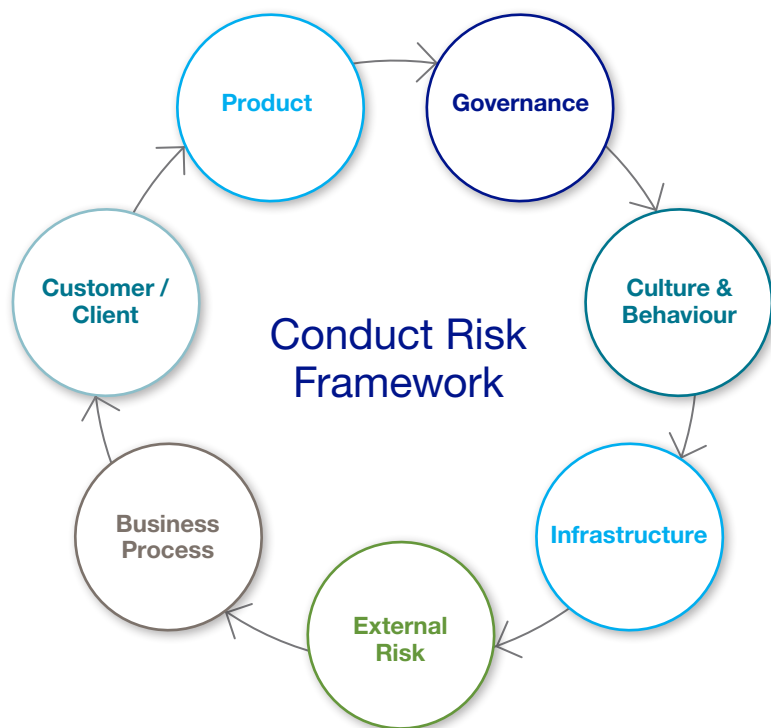 Product
Governance
Customer /
Client
Culture &
Behaviour
Conduct Risk
Framework
Business
Process
Infrastructure
External
Risk